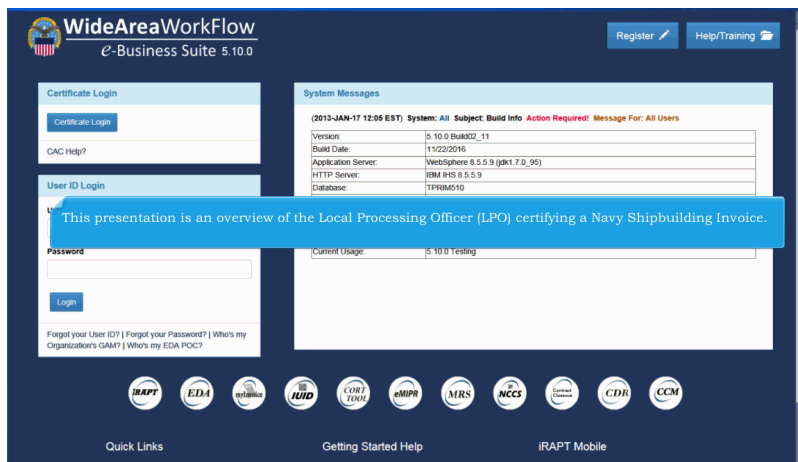 WideAreaWorkFlow
e-Business Suite 5.10.0
Register
Help/Training
Certificate Login
Certificate Login
CAC Help?
User ID Login
Password
Login
Forgot your User ID? | Forgot your Password? | Who's my
Organization's GAM? | Who's my EDA POC?
System Messages
(2013-JAN-17 12:05 EST) System: All Subject: Build Info Action Required! Message For: All Users
Version: 5.10.0 Build02_11
Build Date: 11/22/2016
Application Server: WebSphere 8.5.5.9 (jdk1.7.0_95)
HTTP Server: IBM IHS 8.5.5.9
Database: TPRIM510
This presentation is an overview of the Local Processing Officer (LPO) certifying a Navy Shipbuilding Invoice.
Current Usage: 5.10.0 Testing
iRAPT
EDA
myInvoice
IUID
CORT
TOOL
eMIPR
MRS
NCCS
Contract
Closeout
CDR
CCM
Quick Links
Getting Started Help
iRAPT Mobile